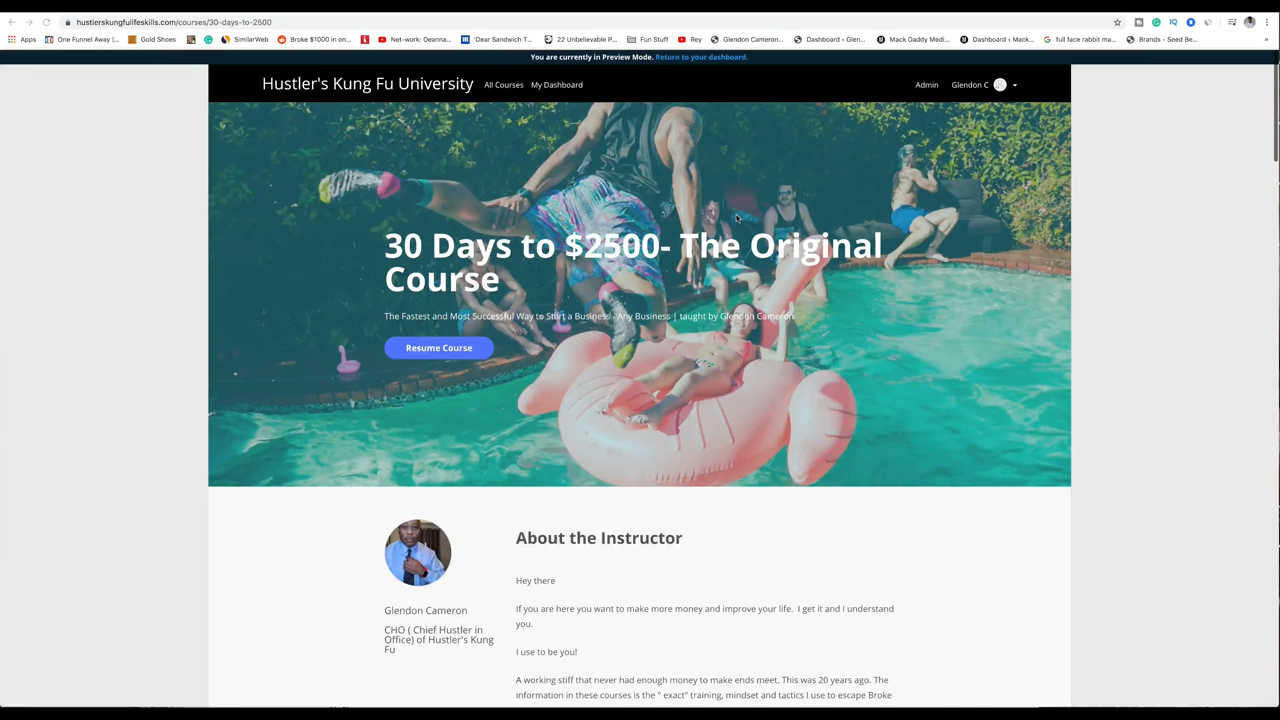 hustlerskungfulifeskills.com/courses/30-days-to-2500
Apps One Funnel Away |... Gold Shoes SimilarWeb Broke $1000 in on... Net-work: Deanna... 'Dear Sandwich T... 22 Unbelievable P... Fun Stuff Rey Glendon Cameron... Dashboard ‹ Glen... Mack Daddy Medi... Dashboard ‹ Mack... full face rabbit ma... Brands - Seed Be... »
You are currently in Preview Mode. Return to your dashboard.
Hustler's Kung Fu University All Courses My Dashboard Admin Glendon C
30 Days to $2500- The Original
Course
The Fastest and Most Successful Way to Start a Business - Any Business | taught by Glendon Cameron
Resume Course
About the Instructor
Hey there
If you are here you want to make more money and improve your life. I get it and I understand
you.
I use to be you!
A working stiff that never had enough money to make ends meet. This was 20 years ago. The
information in these courses is the " exact" training, mindset and tactics I use to escape Broke
Glendon Cameron
CHO ( Chief Hustler in
Office) of Hustler's Kung
Fu